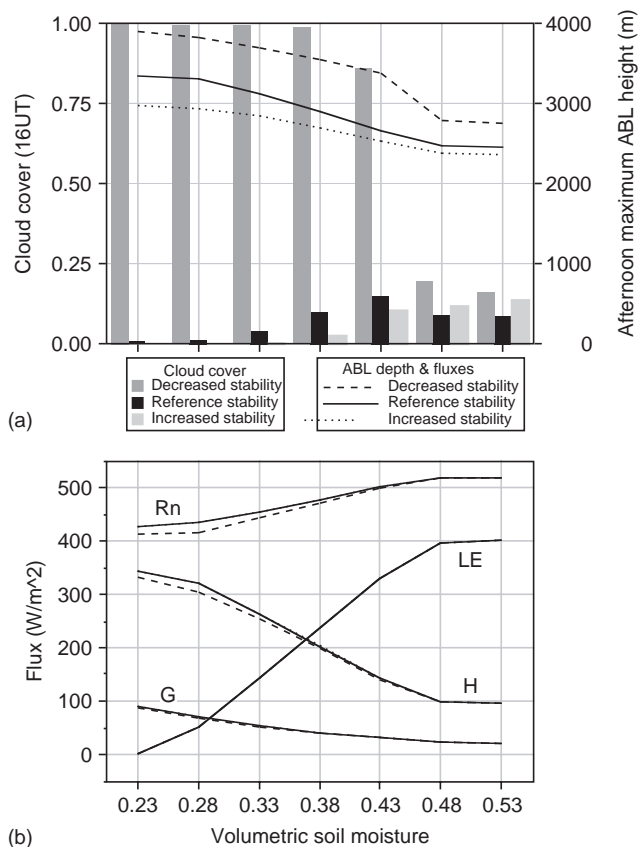 1.00
0.75
0.50
0.25
0.00
Cloud cover (16UT)
4000
3000
2000
1000
0
Afternoon maximum ABL height (m)
Cloud cover
Decreased stability
Reference stability
Increased stability
ABL depth & fluxes
Decreased stability
Reference stability
Increased stability
(a)
500
400
300
200
100
0
Flux (W/m^2)
Rn
LE
H
G
0.23 0.28 0.33 0.38 0.43 0.48 0.53
Volumetric soil moisture
(b)